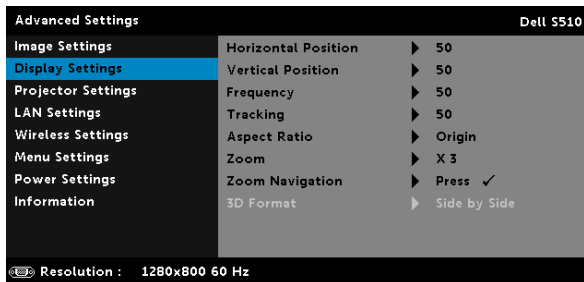 Advanced Settings Dell S510
Image Settings Horizontal Position 50
Display Settings Vertical Position 50
Projector Settings Frequency 50
LAN Settings Tracking 50
Wireless Settings Aspect Ratio Origin
Menu Settings Zoom X 3
Power Settings Zoom Navigation Press ✓
Information 3D Format Side by Side
Resolution : 1280x800 60 Hz